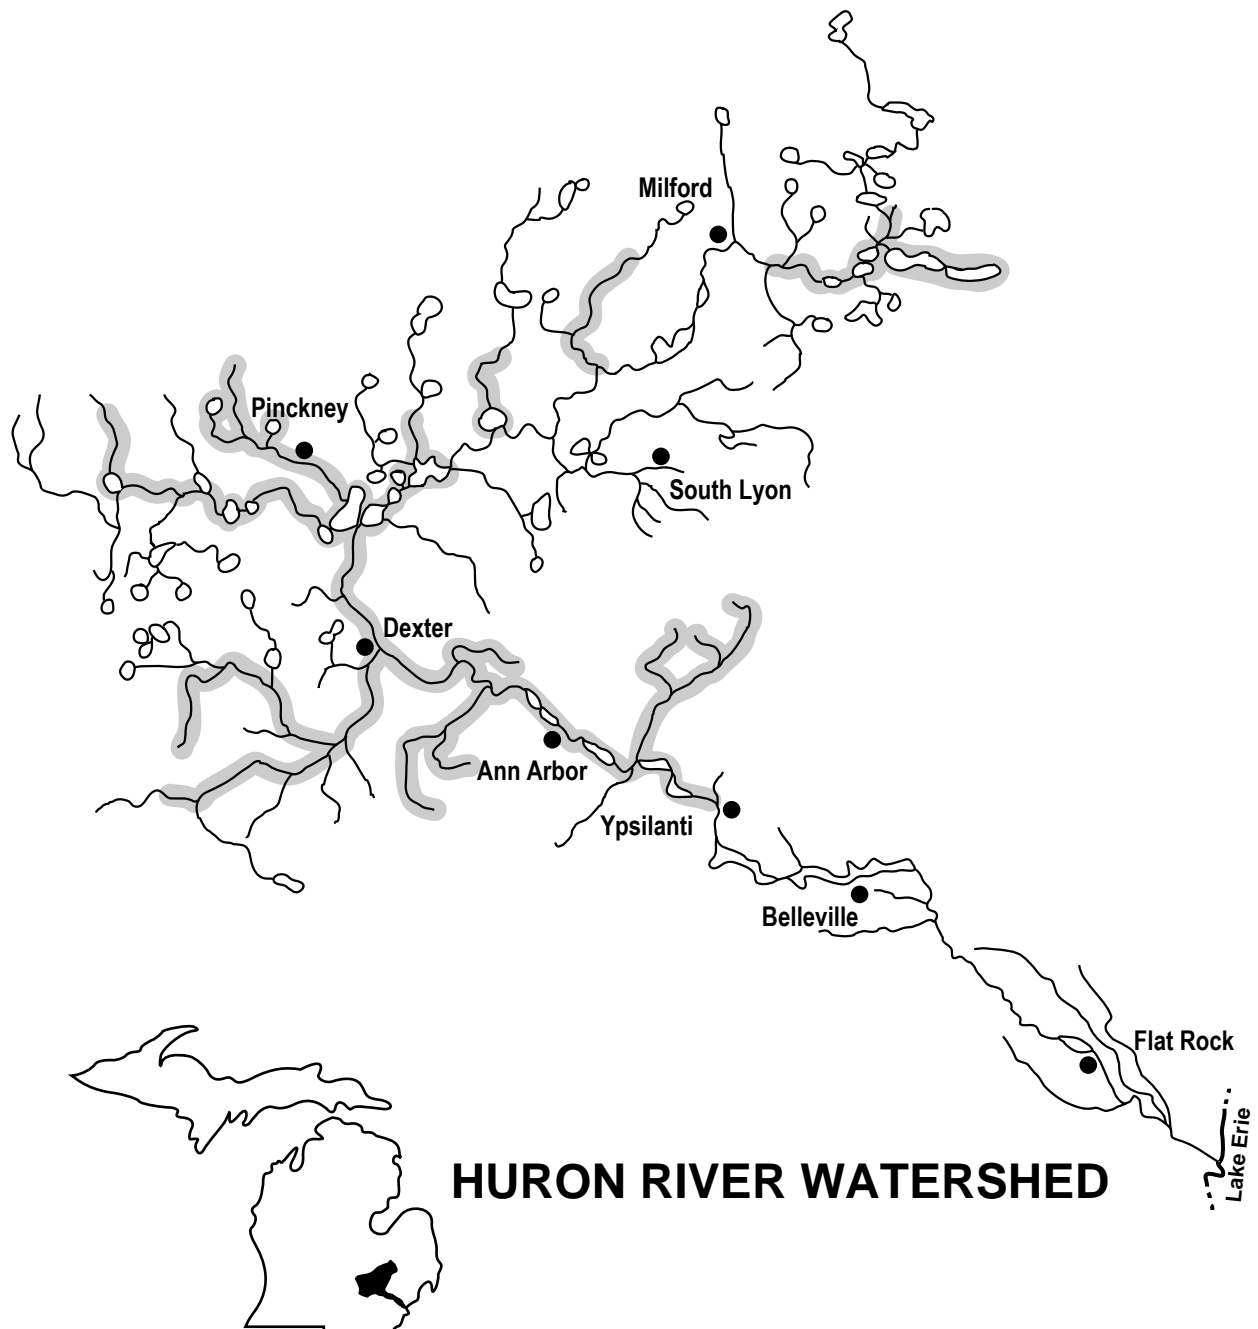 Milford
Pinckney
South Lyon
Dexter
Ann Arbor
Ypsilanti
Belleville
Flat Rock
Lake Erie
HURON RIVER WATERSHED